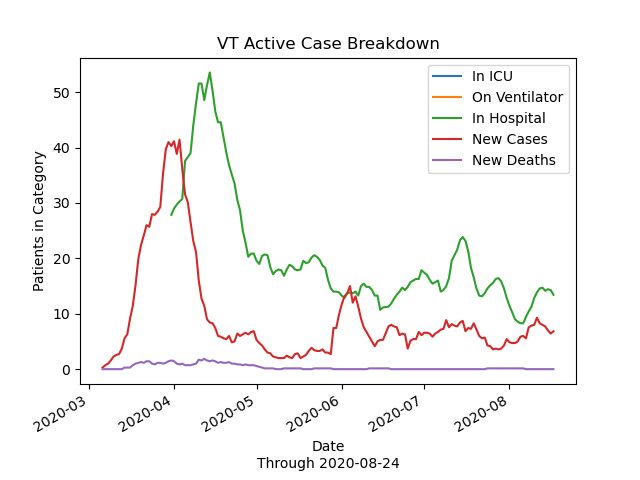 VT Active Case Breakdown
In ICU
On Ventilator
In Hospital
New Cases
New Deaths
Patients in Category
50
40
30
20
10
0
2020-03
2020-04
2020-05
2020-06
2020-07
2020-08
Date
Through 2020-08-24